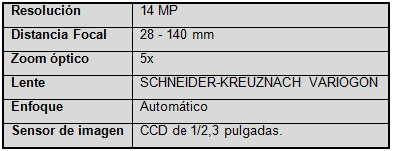 Resolución 14 MP
Distancia Focal 28 - 140 mm
Zoom óptico 5x
Lente SCHNEIDER-KREUZNACH VARIOGON
Enfoque Automático
Sensor de imagen CCD de 1/2,3 pulgadas.